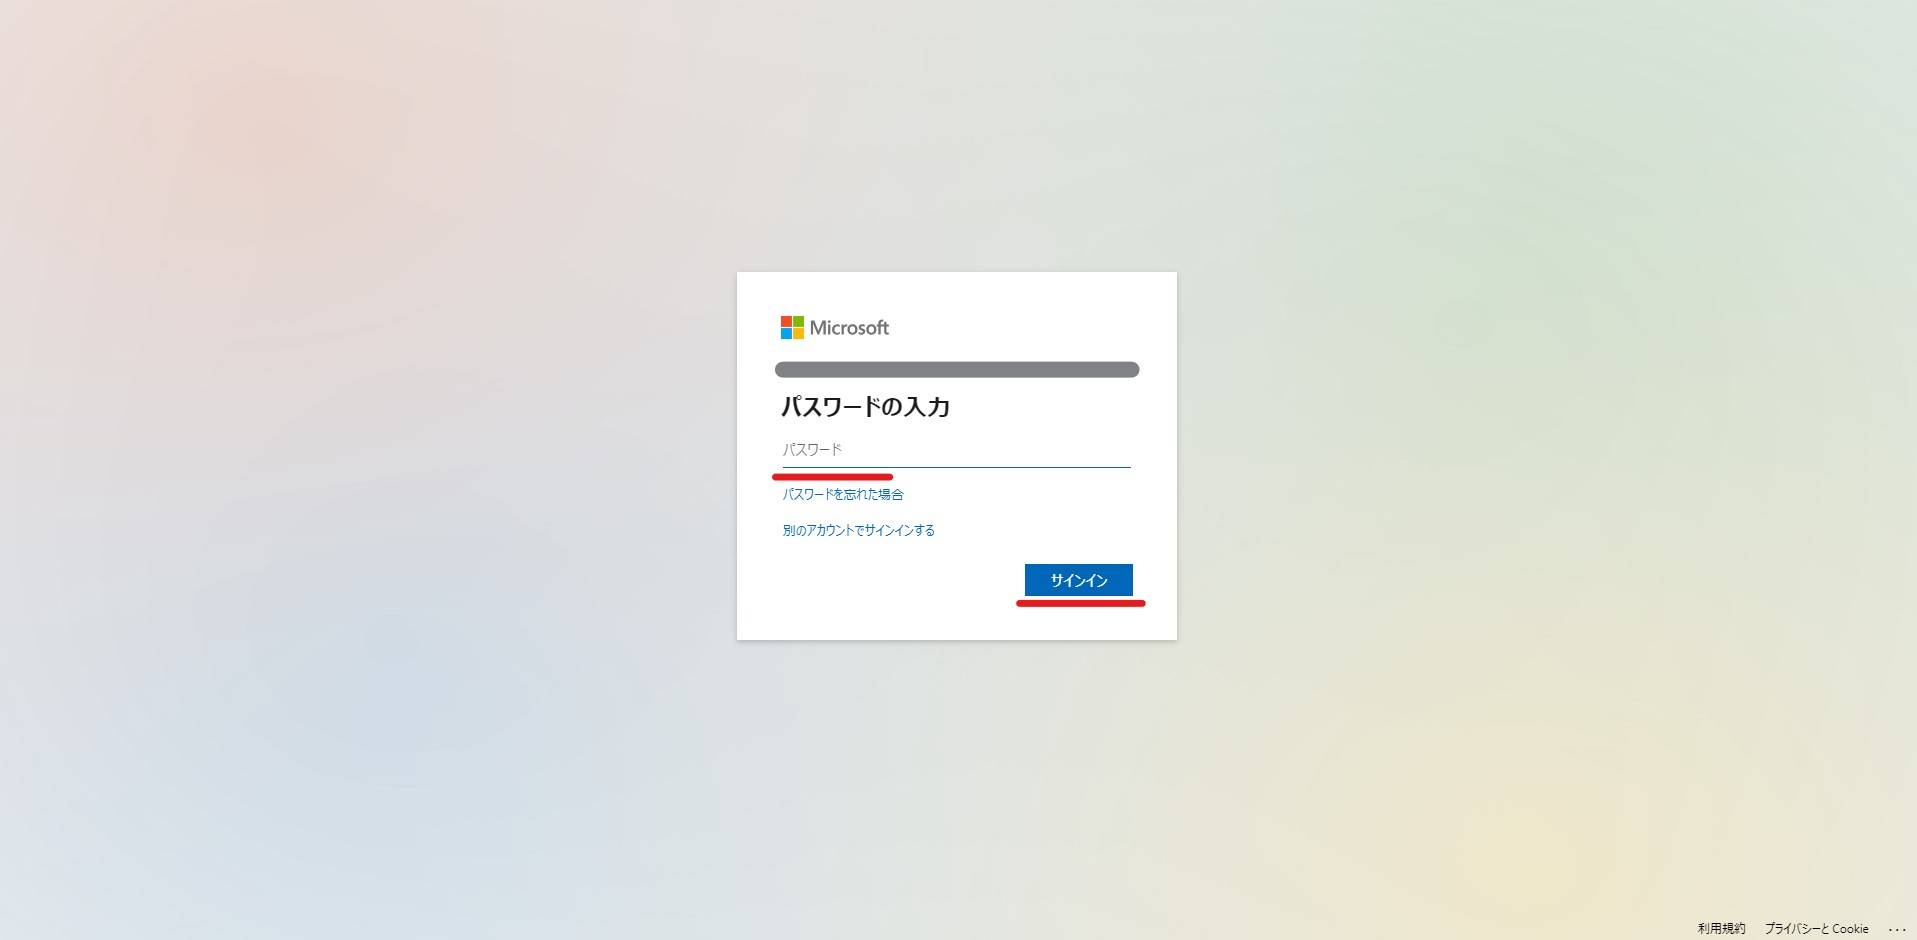 Microsoft
パスワードの入力
パスワード
パスワードを忘れた場合
別のアカウントでサインインする
サインイン
利用規約 プライバシーと Cookie ...